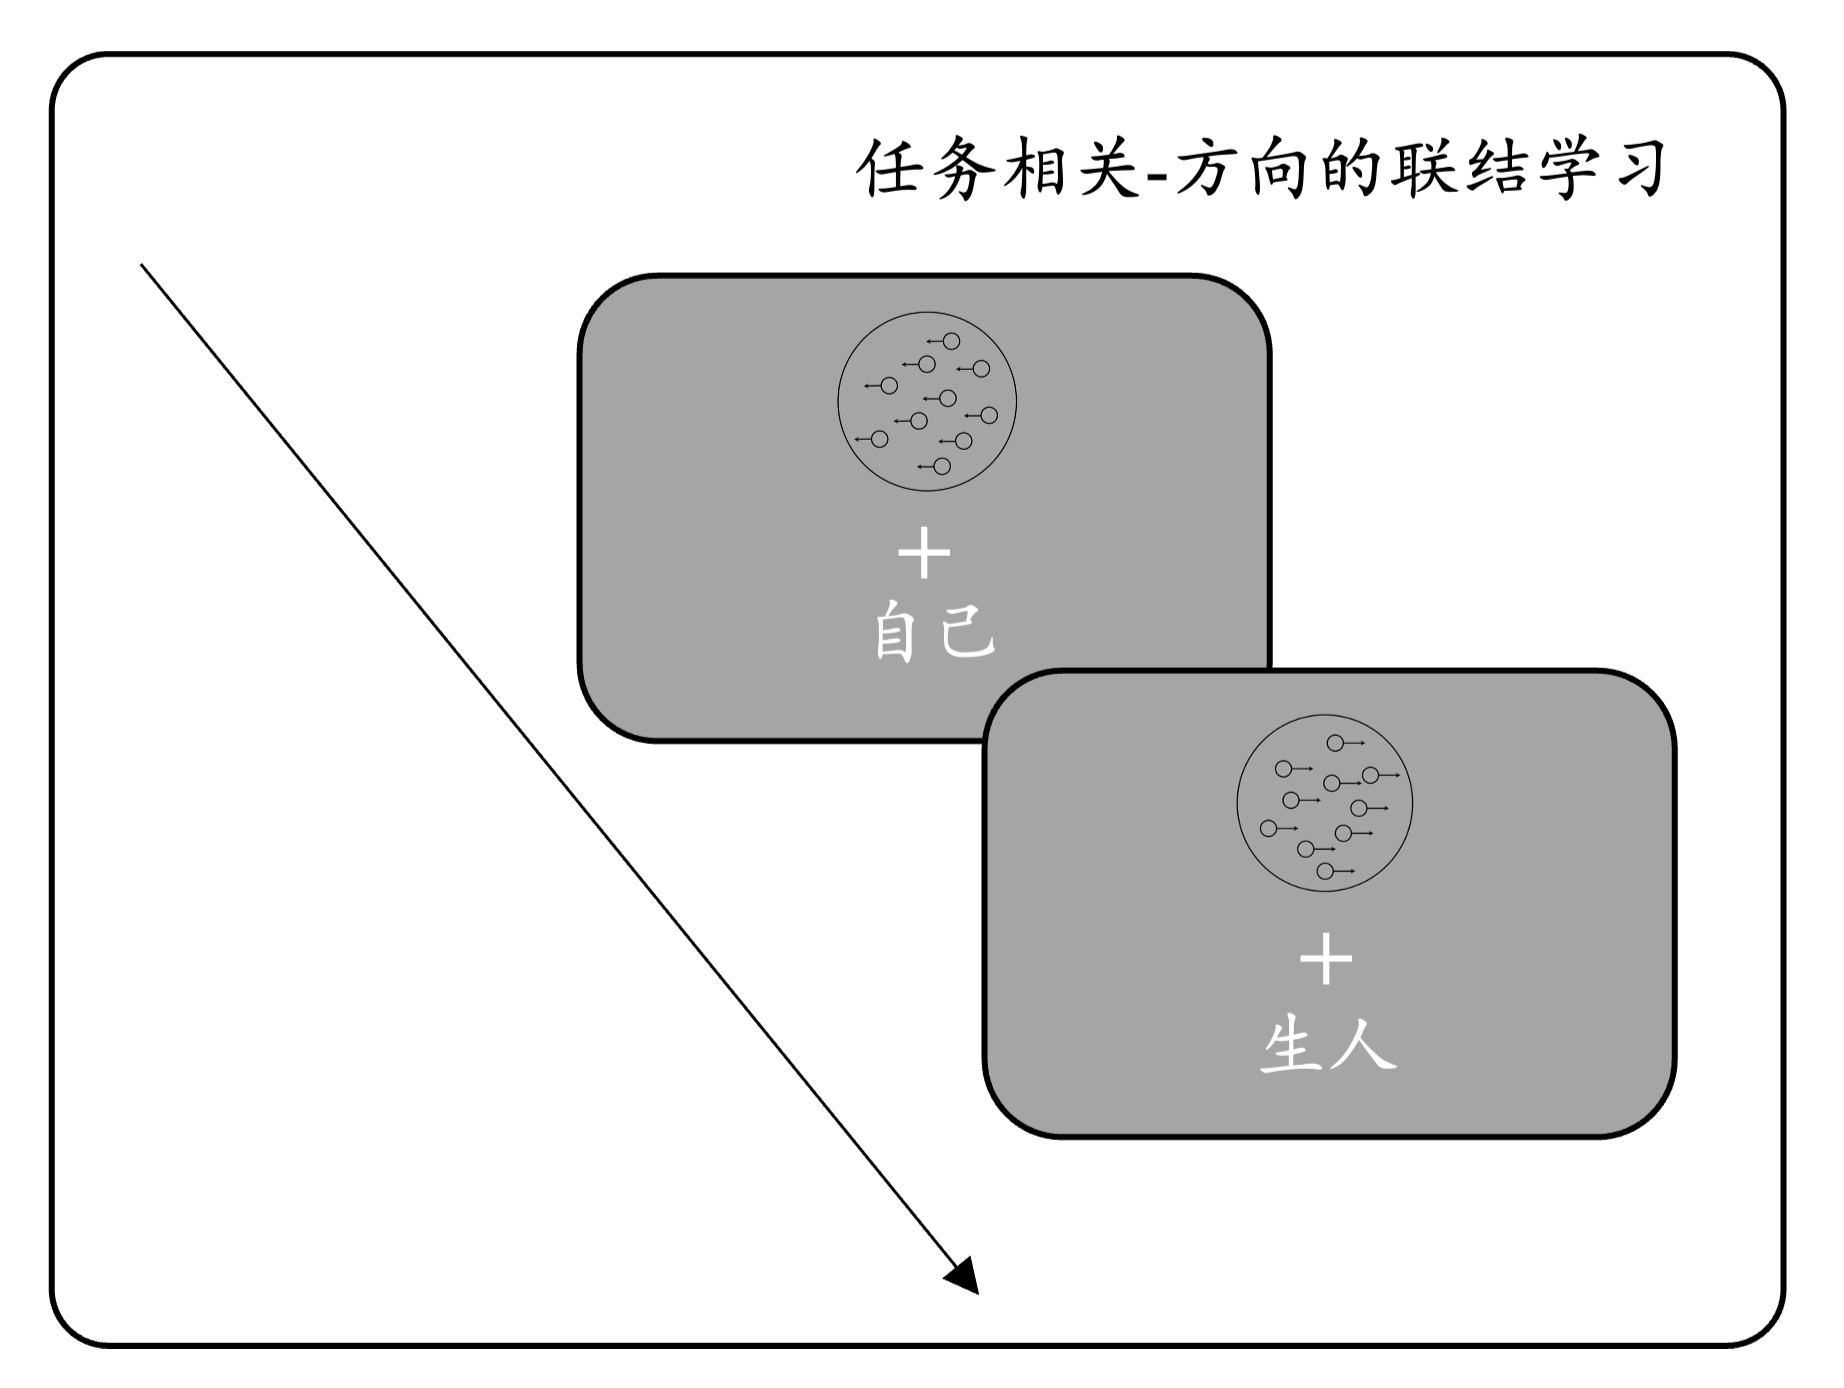 任务相关-方向的联结学习
+
自己
+
生人